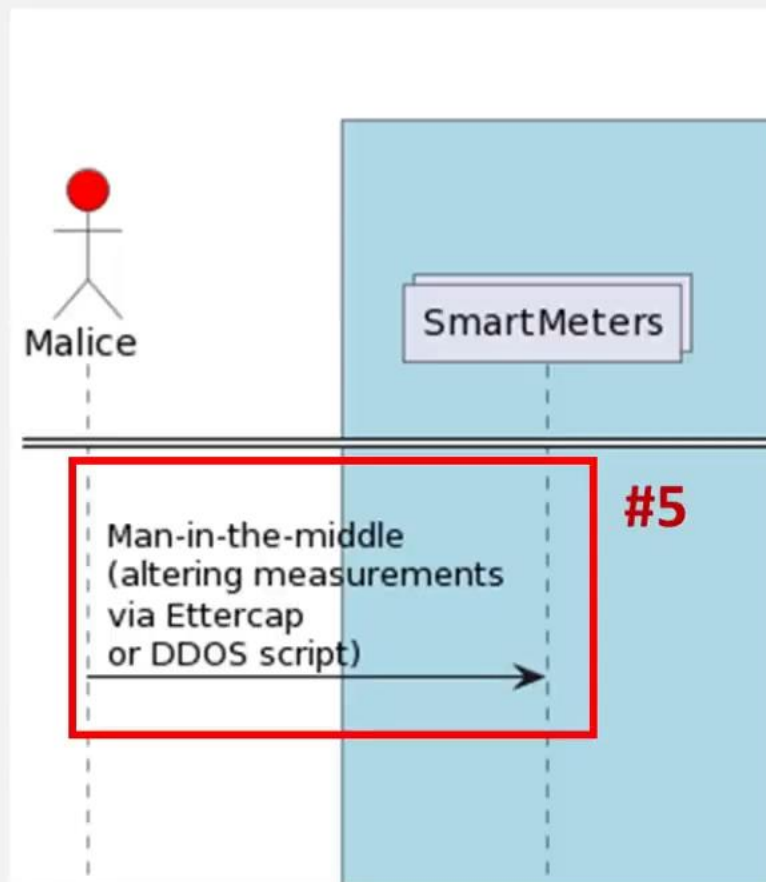 Malice
SmartMeters
#5
Man-in-the-middle
(altering measurements
via Ettercap
or DDOS script)